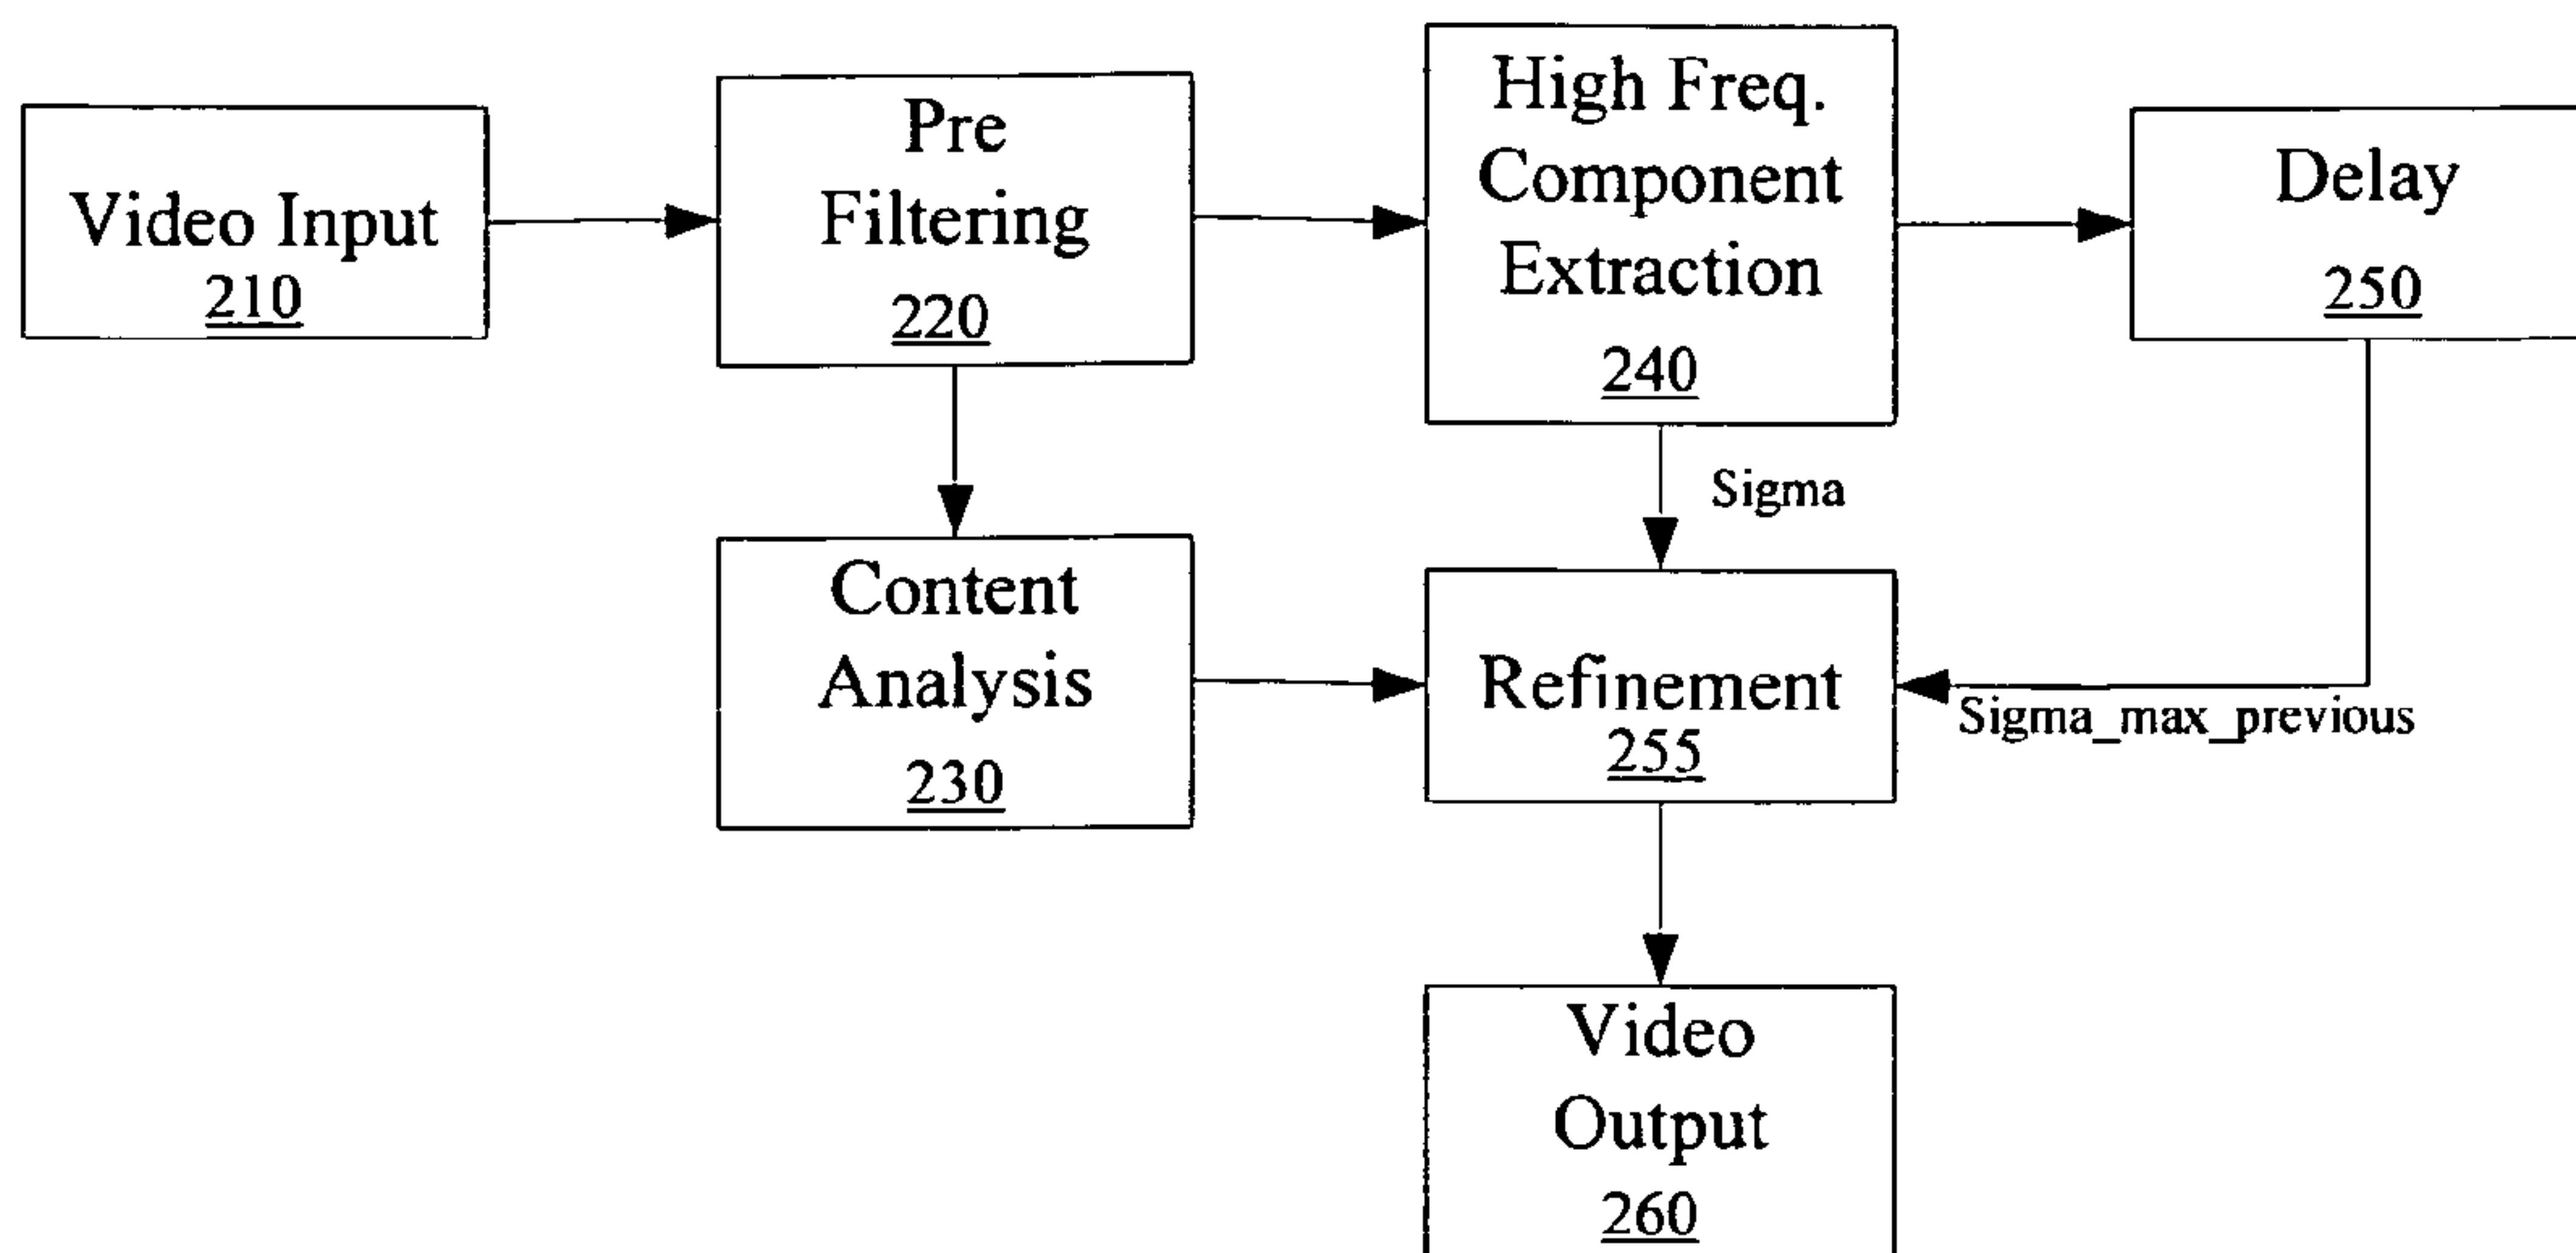 Video Input
210
Pre
Filtering
220
High Freq.
Component
Extraction
240
Delay
250
Sigma
Content
Analysis
230
Refinement
255
Sigma_max_previous
Video
Output
260